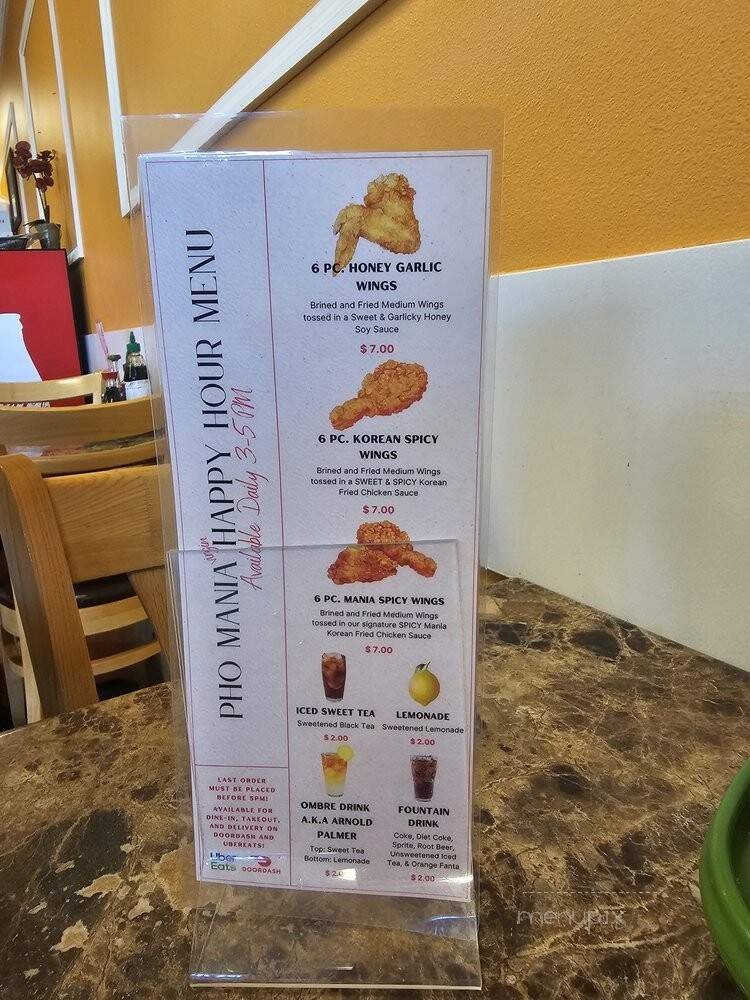 PHO MANIA HAPPY HOUR MENU
Available Daily 3-5 PM
LAST ORDER
MUST BE PLACED
BEFORE 5PM!
AVAILABLE FOR
DINE-IN, TAKEOUT,
AND DELIVERY ON
DOORDASH AND
UBEREATS!
Uber
Eats
DOORDASH
6 PC. HONEY GARLIC
WINGS
Brined and Fried Medium Wings
tossed in a Sweet & Garlicky Honey
Soy Sauce
$7.00
6 PC. KOREAN SPICY
WINGS
Brined and Fried Medium Wings
tossed in a SWEET & SPICY Korean
Fried Chicken Sauce
$7.00
6 PC. MANIA SPICY WINGS
Brined and Fried Medium Wings
tossed in our signature SPICY Mania
Korean Fried Chicken Sauce
$7.00
ICED SWEET TEA
Sweetened Black Tea
$2.00
LEMONADE
Sweetened Lemonade
$2.00
OMBRE DRINK
A.K.A ARNOLD
PALMER
Top: Sweet Tea
Bottom: Lemonade
FOUNTAIN
DRINK
Coke, Diet Coke,
Sprite, Root Beer,
Unsweetened Iced
Tea, & Orange Fanta
$2.00
menupix